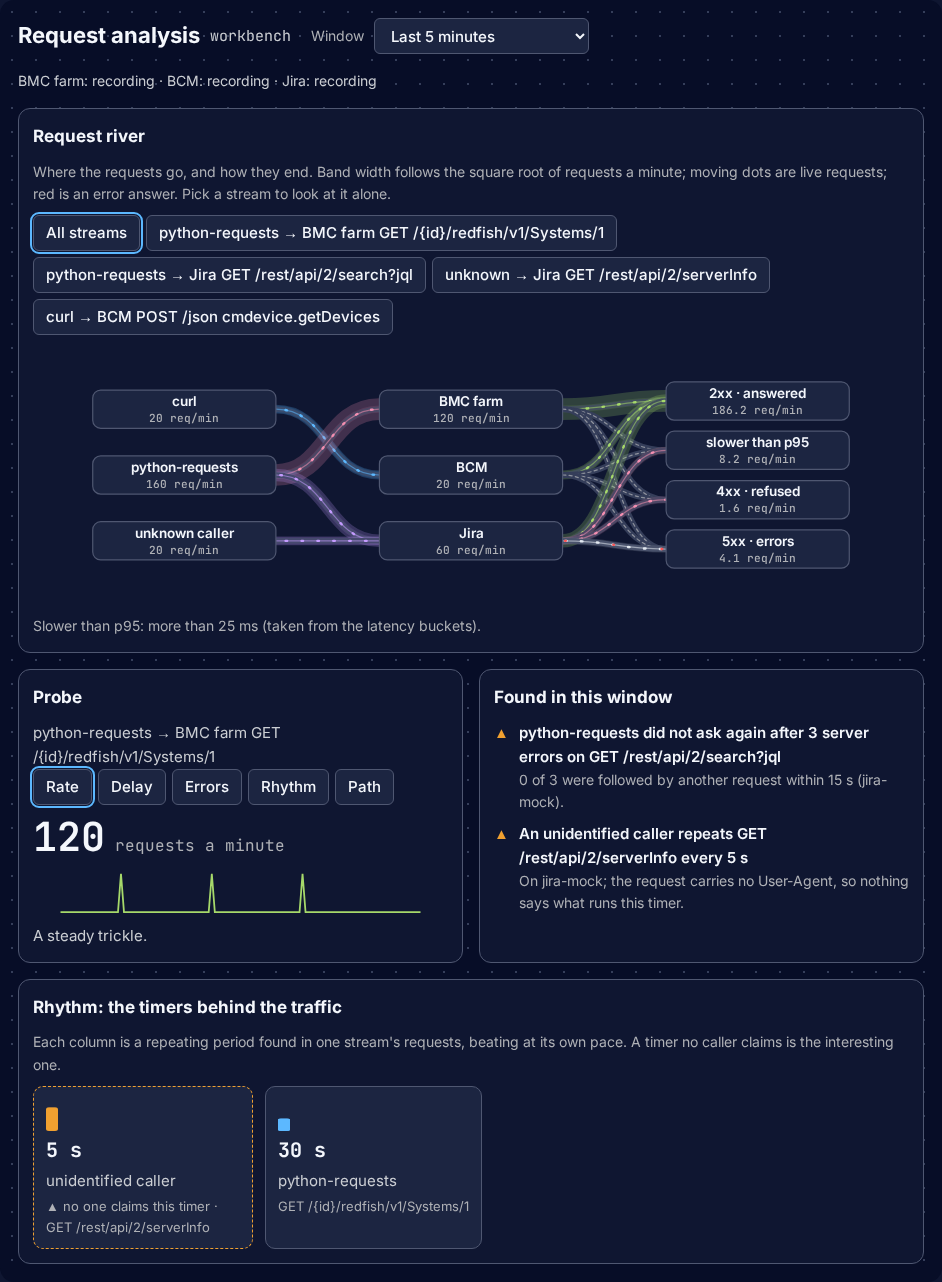 Request analysis workbench · Window Last 5 minutes
BMC farm: recording · BCM: recording · Jira: recording
Request river
Where the requests go, and how they end. Band width follows the square root of requests a minute; moving dots are live requests;
red is an error answer. Pick a stream to look at it alone.
All streams python-requests → BMC farm GET /{id}/redfish/v1/Systems/1
python-requests → Jira GET /rest/api/2/search?jql unknown → Jira GET /rest/api/2/serverInfo
curl → BCM POST /json cmdevice.getDevices
curl
20 req/min
python-requests
160 req/min
unknown caller
20 req/min
BMC farm
120 req/min
BCM
20 req/min
Jira
60 req/min
2xx · answered
186.2 req/min
slower than p95
8.2 req/min
4xx · refused
1.6 req/min
5xx · errors
4.1 req/min
Slower than p95: more than 25 ms (taken from the latency buckets).
Probe
python-requests → BMC farm GET
/{id}/redfish/v1/Systems/1
Rate Delay Errors Rhythm Path
120 requests a minute
A steady trickle.
Found in this window
▲ python-requests did not ask again after 3 server
errors on GET /rest/api/2/search?jql
0 of 3 were followed by another request within 15 s (jira-
mock).
▲ An unidentified caller repeats GET
/rest/api/2/serverInfo every 5 s
On jira-mock; the request carries no User-Agent, so nothing
says what runs this timer.
Rhythm: the timers behind the traffic
Each column is a repeating period found in one stream's requests, beating at its own pace. A timer no caller claims is the interesting
one.
5 s
unidentified caller
▲ no one claims this timer ·
GET /rest/api/2/serverInfo
30 s
python-requests
GET /{id}/redfish/v1/Systems/1